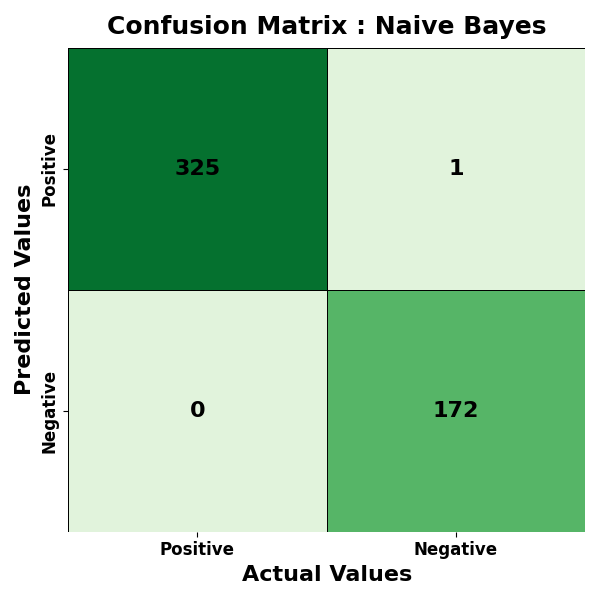 Confusion Matrix : Naive Bayes
Predicted Values
Positive
325
1
Negative
0
172
Positive
Negative
Actual Values